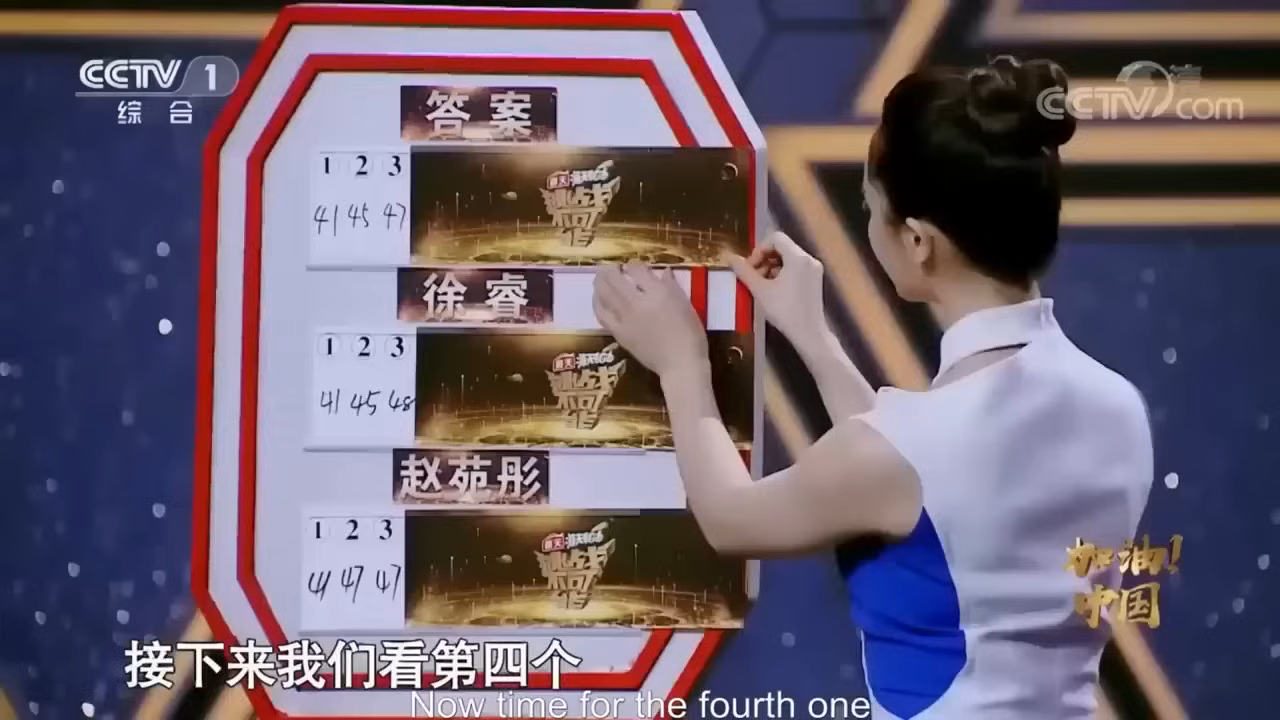 CCTV 1
综合
CCTV.com
答案
1 2 3
41 45 47
徐睿
1 2 3
41 45 48
赵苑彤
1 2 3
41 47 47
加油!
中国
接下来我们看第四个
Now time for the fourth one